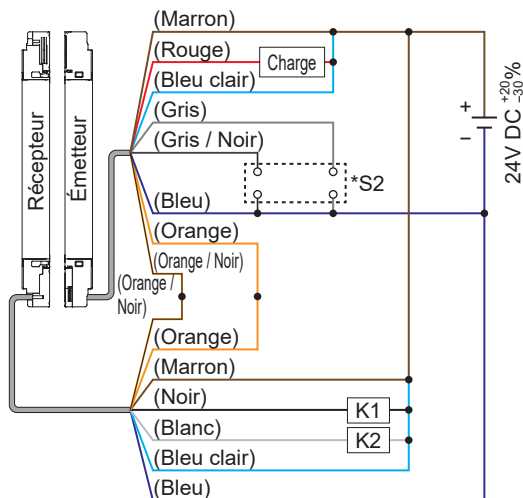 (Marron)
(Rouge)
Charge
(Bleu clair)
(Gris)
(Gris / Noir)
*S2
(Bleu)
(Orange)
(Orange / Noir)
(Orange /
Noir)
(Orange)
(Marron)
(Noir)
K1
(Blanc)
K2
(Bleu clair)
(Bleu)
Récepteur
Émetteur
+
−
24V DC +20 −30 %